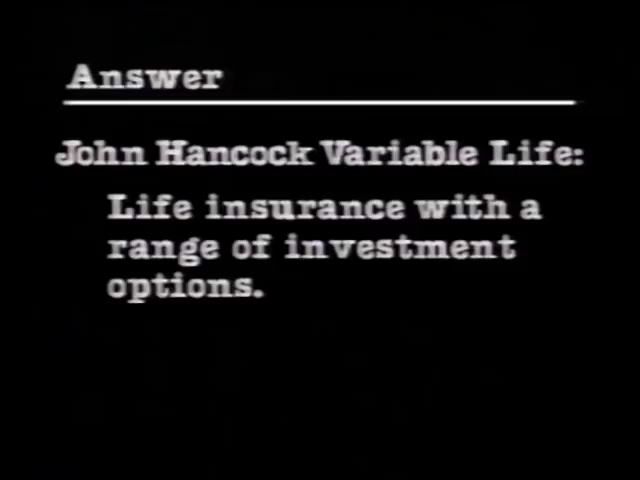 Answer
John Hancock Variable Life:
Life insurance with a
range of investment
options.